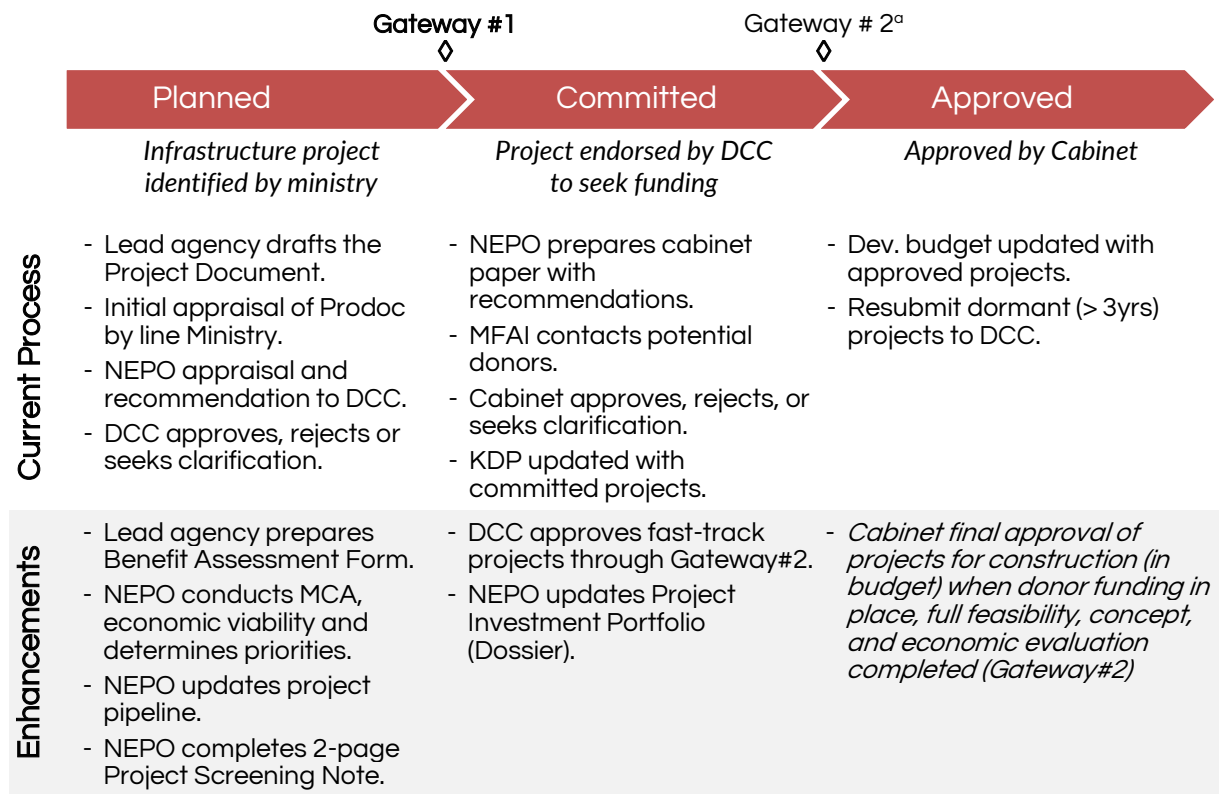 Gateway #1
Gateway # 2ᵃ
Planned
Committed
Approved
Infrastructure project
identified by ministry
Project endorsed by DCC
to seek funding
Approved by Cabinet
Current Process
- Lead agency drafts the
Project Document.
- Initial appraisal of Prodoc
by line Ministry.
- NEPO appraisal and
recommendation to DCC.
- DCC approves, rejects or
seeks clarification.
- NEPO prepares cabinet
paper with
recommendations.
- MFAI contacts potential
donors.
- Cabinet approves, rejects, or
seeks clarification.
- KDP updated with
committed projects.
- Dev. budget updated with
approved projects.
- Resubmit dormant (> 3yrs)
projects to DCC.
Enhancements
- Lead agency prepares
Benefit Assessment Form.
- NEPO conducts MCA,
economic viability and
determines priorities.
- NEPO updates project
pipeline.
- NEPO completes 2-page
Project Screening Note.
- DCC approves fast-track
projects through Gateway#2.
- NEPO updates Project
Investment Portfolio
(Dossier).
- Cabinet final approval of
projects for construction (in
budget) when donor funding in
place, full feasibility, concept,
and economic evaluation
completed (Gateway#2)